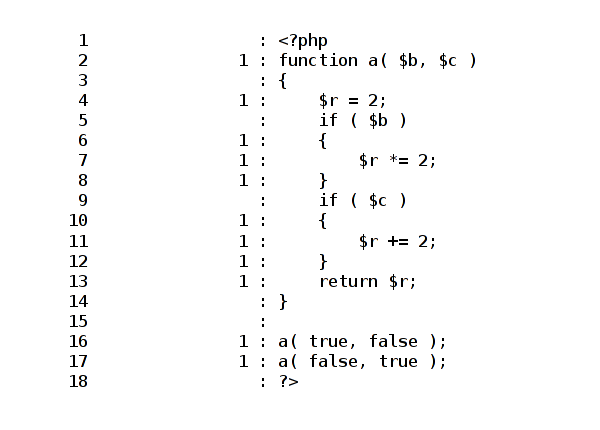 1 : <?php
2 1 : function a( $b, $c )
3 : {
4 1 : $r = 2;
5 : if ( $b )
6 1 : {
7 1 : $r *= 2;
8 1 : }
9 : if ( $c )
10 1 : {
11 1 : $r += 2;
12 1 : }
13 1 : return $r;
14 : }
15 :
16 1 : a( true, false );
17 1 : a( false, true );
18 : ?>